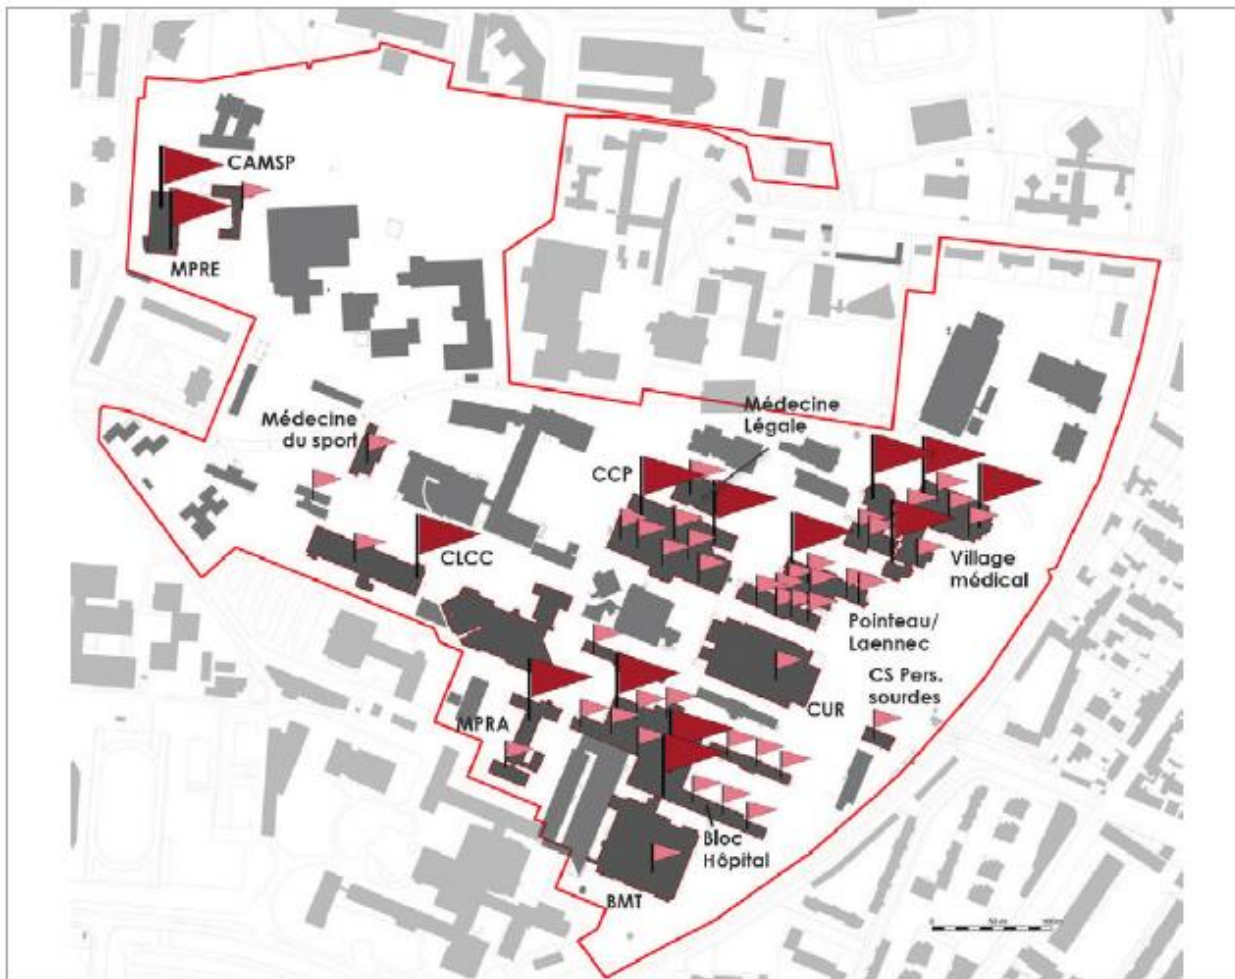 CAMSP
MPRE
Médecine
Légale
Médecine
du sport
CCP
CLCC
Village
médical
Pointeau/
Laennec
CS Pers.
sourdes
CUR
MPRA
Bloc
Hôpital
BMT
0